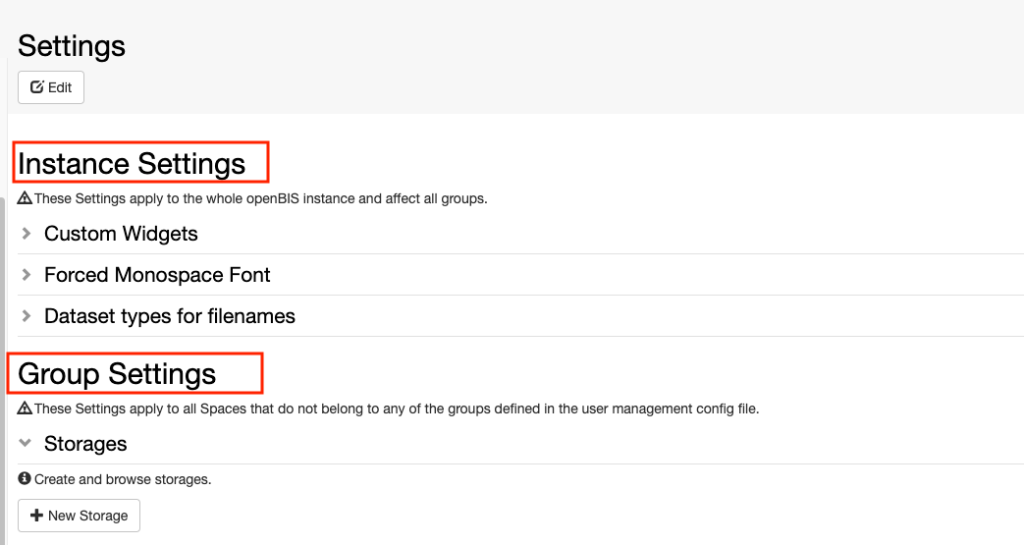 Settings
Edit
Instance Settings
These Settings apply to the whole openBIS instance and affect all groups.
Custom Widgets
Forced Monospace Font
Dataset types for filenames
Group Settings
These Settings apply to all Spaces that do not belong to any of the groups defined in the user management config file.
Storages
Create and browse storages.
New Storage